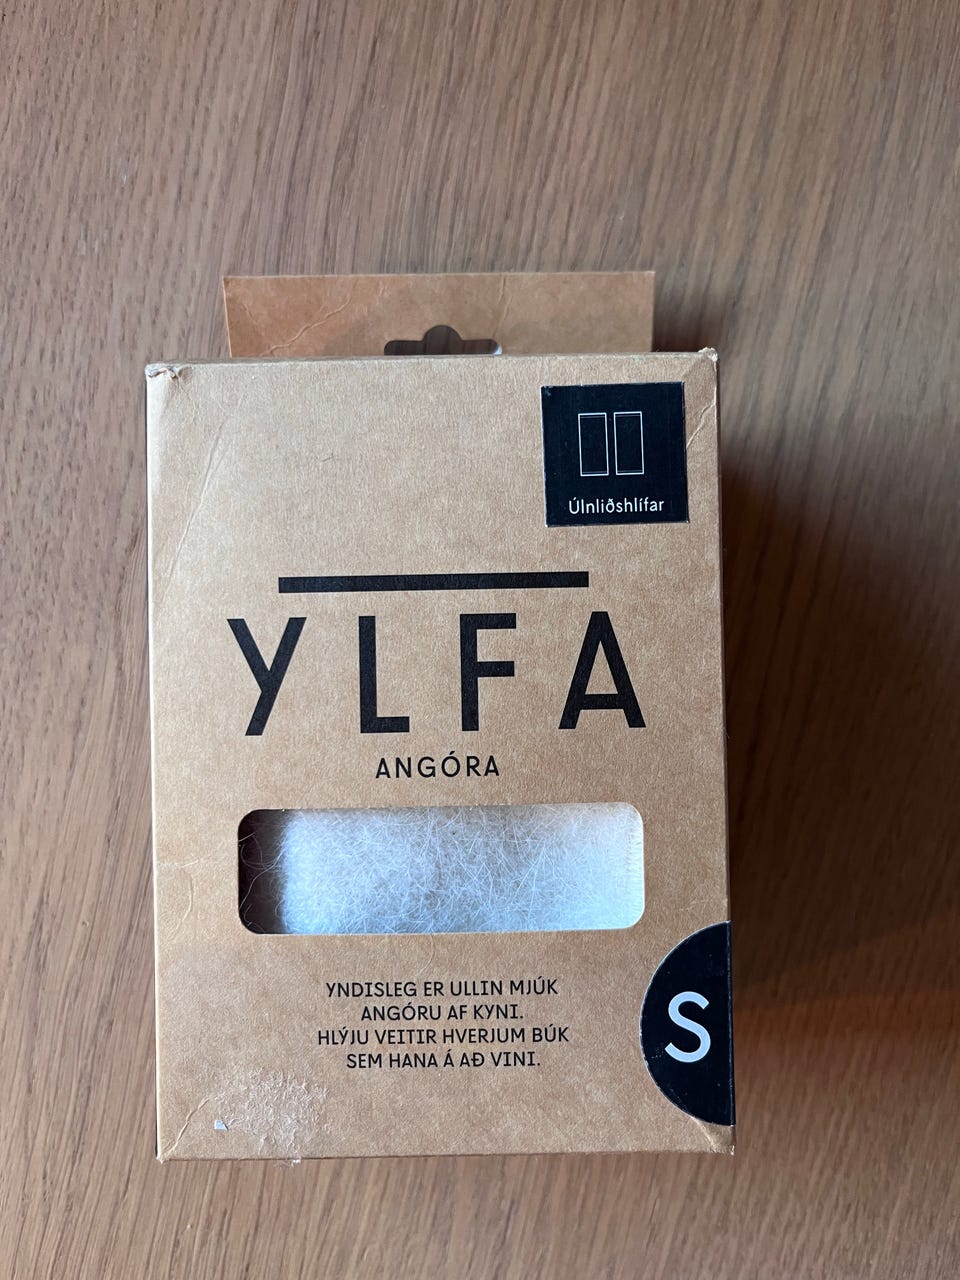 Úlnliðshlífar
YLFA
ANGÓRA
YNDISLEG ER ULLIN MJÚK
ANGÓRU AF KYNI.
HLÝJU VEITIR HVERJUM BÚK
SEM HANA Á AÐ VINI.
S